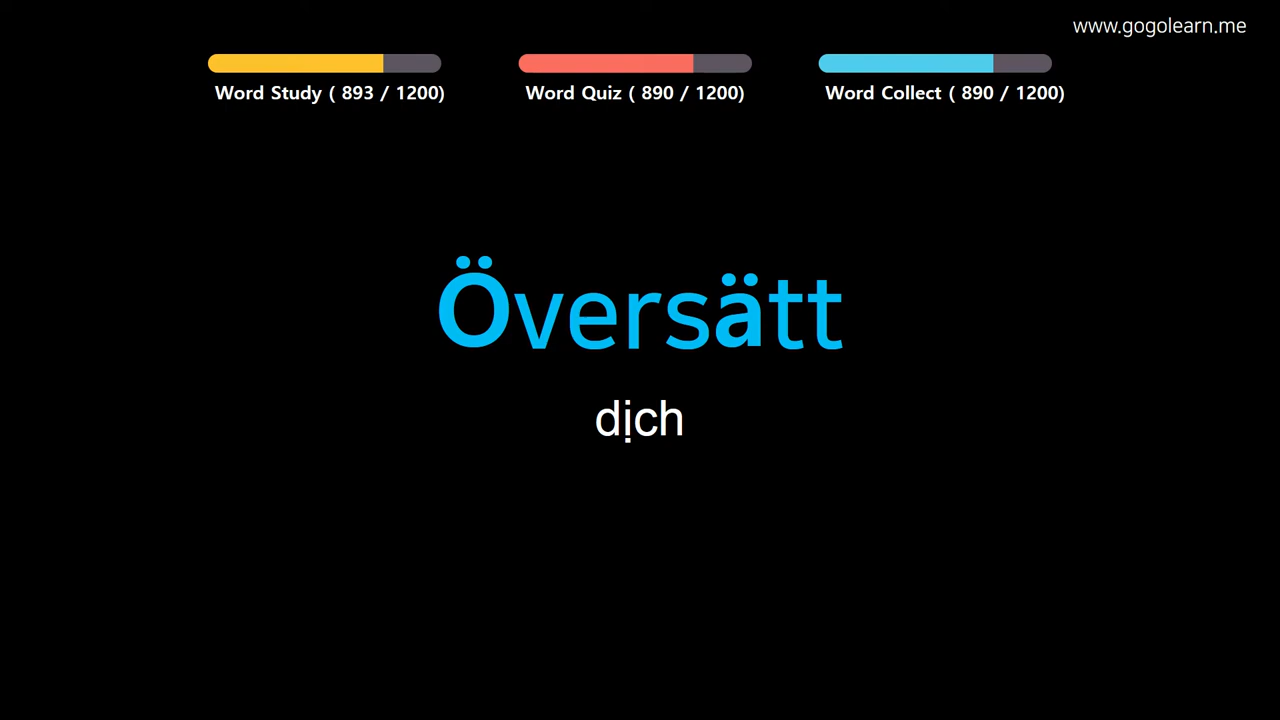 www.gogolearn.me
Word Study ( 893 / 1200)
Word Quiz ( 890 / 1200)
Word Collect ( 890 / 1200)
Översätt
dịch